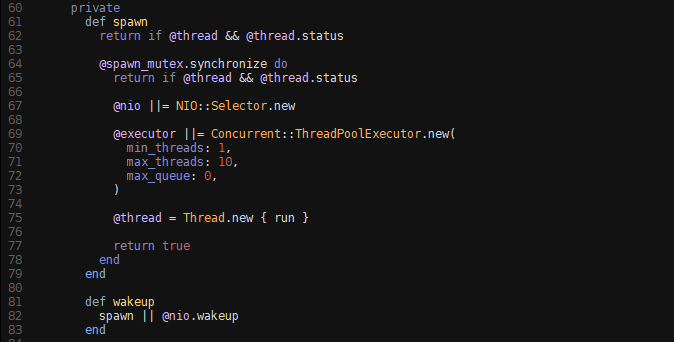 60 private
61 def spawn
62 return if @thread && @thread.status
63
64 @spawn_mutex.synchronize do
65 return if @thread && @thread.status
66
67 @nio ||= NIO::Selector.new
68
69 @executor ||= Concurrent::ThreadPoolExecutor.new(
70 min_threads: 1,
71 max_threads: 10,
72 max_queue: 0,
73 )
74
75 @thread = Thread.new { run }
76
77 return true
78 end
79 end
80
81 def wakeup
82 spawn || @nio.wakeup
83 end